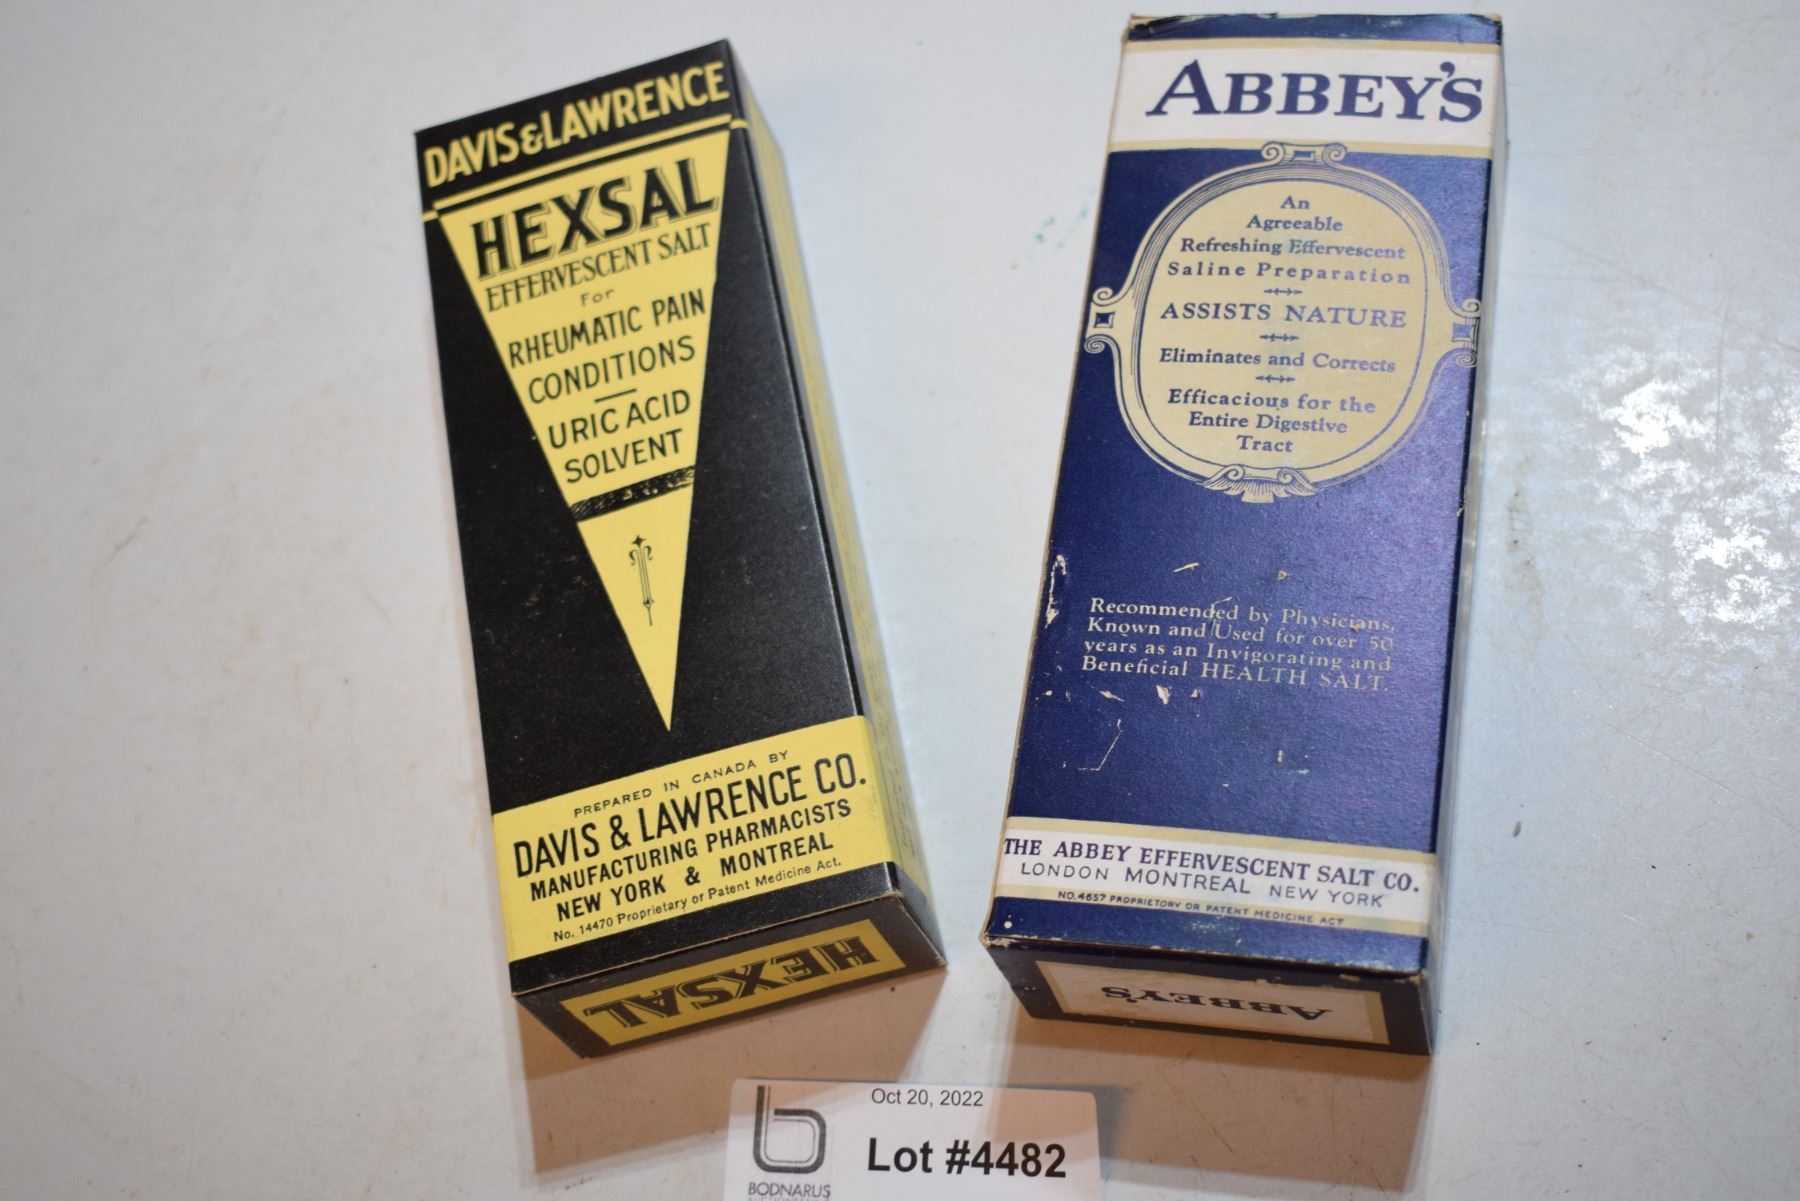 DAVIS & LAWRENCE
HEXSAL
EFFERVESCENT SALT
For
RHEUMATIC PAIN
CONDITIONS
URIC ACID
SOLVENT
PREPARED IN CANADA BY
DAVIS & LAWRENCE CO.
MANUFACTURING PHARMACISTS
NEW YORK & MONTREAL
No. 14470 Proprietary or Patent Medicine Act.
HEXSAL
ABBEY'S
An
Agreeable
Refreshing Effervescent
Saline Preparation
ASSISTS NATURE
Eliminates and Corrects
Efficacious for the
Entire Digestive
Tract
Recommended by Physicians,
Known and Used for over 50
years as an Invigorating and
Beneficial HEALTH SALT.
THE ABBEY EFFERVESCENT SALT CO.
LONDON MONTREAL NEW YORK
NO. 4657 PROPRIETARY OR PATENT MEDICINE ACT
ABBEY'S
Oct 20, 2022
Lot #4482
BODNARUS